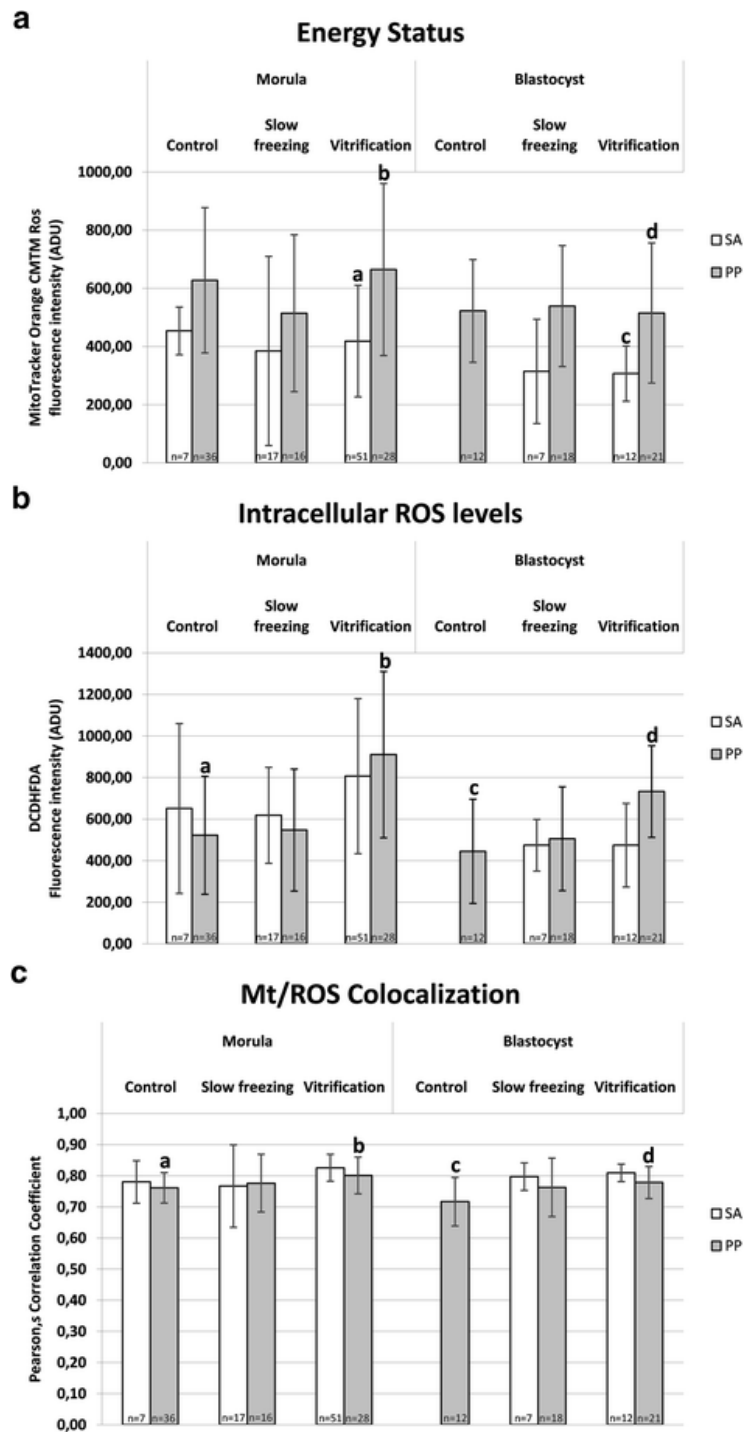 a
Energy Status
Morula Blastocyst
Control Slow freezing Vitrification Control Slow freezing Vitrification
MitoTracker Orange CMTM Ros
fluorescence intensity (ADU)
1000,00
800,00
600,00
400,00
200,00
0,00
a b c d
n=7 n=36 n=17 n=16 n=51 n=28 n=12 n=7 n=18 n=12 n=21
SA
PP
b
Intracellular ROS levels
Morula Blastocyst
Control Slow freezing Vitrification Control Slow freezing Vitrification
DCDHFDA
Fluorescence intensity (ADU)
1400,00
1200,00
1000,00
800,00
600,00
400,00
200,00
0,00
a b c d
n=7 n=36 n=17 n=16 n=51 n=28 n=12 n=7 n=18 n=12 n=21
SA
PP
c
Mt/ROS Colocalization
Morula Blastocyst
Control Slow freezing Vitrification Control Slow freezing Vitrification
Pearson,s Correlation Coefficient
1,00
0,90
0,80
0,70
0,60
0,50
0,40
0,30
0,20
0,10
0,00
a b c d
n=7 n=36 n=17 n=16 n=51 n=28 n=12 n=7 n=18 n=12 n=21
SA
PP